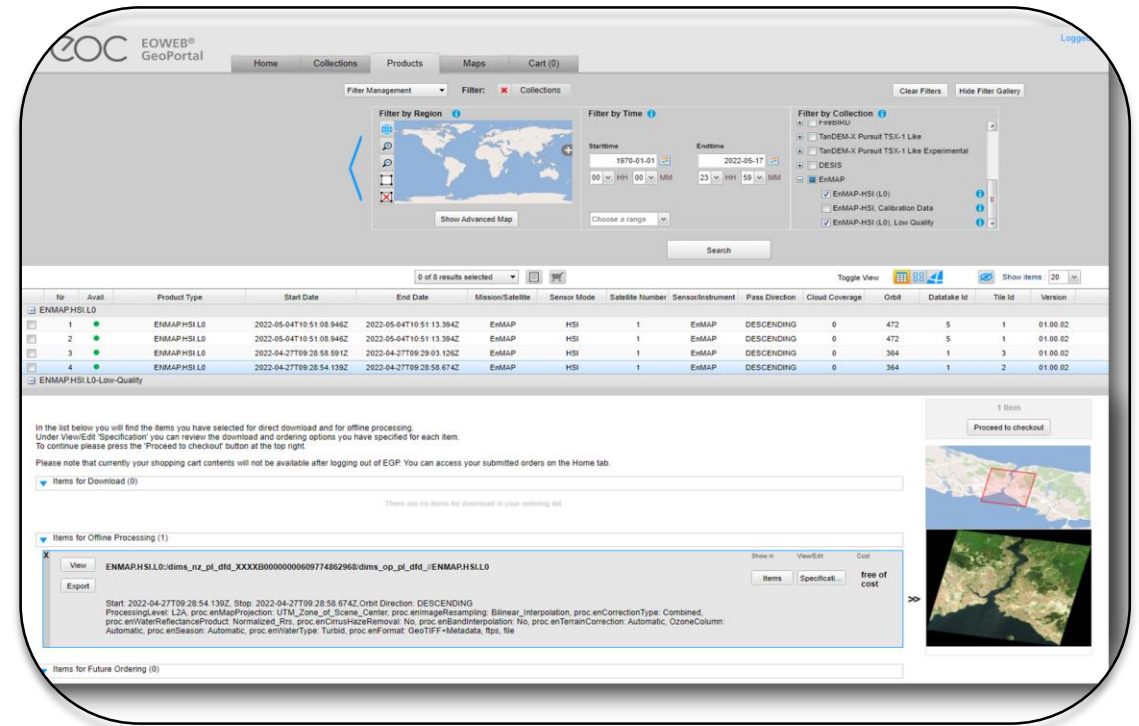 eoc EOWEB® GeoPortal
Logge
Home Collections Products Maps Cart (0)
Filter Management Filter: Collections Clear Filters Hide Filter Gallery
Filter by Region Filter by Time Filter by Collection
FireBIRD
TanDEM-X Pursuit TSX-1 Like
Starttime Endtime TanDEM-X Pursuit TSX-1 Like Experimental
1970-01-01 2022-05-17 DESIS
00 HH 00 MM 23 HH 59 MM EnMAP
EnMAP-HSI (L0)
EnMAP-HSI, Calibration Data
Show Advanced Map Choose a range EnMAP-HSI (L0), Low Quality
Search
0 of 8 results selected Toggle View Show items : 20
Nr Avail. Product Type Start Date End Date Mission/Satellite Sensor Mode Satellite Number Sensor/Instrument Pass Direction Cloud Coverage Orbit Datatake Id Tile Id Version
ENMAP.HSI.L0
1 ENMAP.HSI.L0 2022-05-04T10:51:08.946Z 2022-05-04T10:51:13.394Z EnMAP HSI 1 EnMAP DESCENDING 0 472 5 1 01.00.02
2 ENMAP.HSI.L0 2022-05-04T10:51:08.946Z 2022-05-04T10:51:13.394Z EnMAP HSI 1 EnMAP DESCENDING 0 472 5 1 01.00.02
3 ENMAP.HSI.L0 2022-04-27T09:28:58.591Z 2022-04-27T09:29:03.126Z EnMAP HSI 1 EnMAP DESCENDING 0 364 1 3 01.00.02
4 ENMAP.HSI.L0 2022-04-27T09:28:54.139Z 2022-04-27T09:28:58.674Z EnMAP HSI 1 EnMAP DESCENDING 0 364 1 2 01.00.02
ENMAP.HSI.L0-Low-Quality
1 Item
Proceed to checkout
In the list below you will find the items you have selected for direct download and for offline processing.
Under View/Edit 'Specification' you can review the download and ordering options you have specified for each item.
To continue please press the 'Proceed to checkout' button at the top right.
Please note that currently your shopping cart contents will not be available after logging out of EGP. You can access your submitted orders on the Home tab.
Items for Download (0)
There are no items for download in your ordering list
Items for Offline Processing (1)
X Show in View/Edit Cost
View ENMAP.HSI.L0:/dims_nz_pl_dfd_XXXXB00000000609774862968/dims_op_pl_dfd_//ENMAP.HSI.L0 Items Specificati... free of cost
Export
Start: 2022-04-27T09:28:54.139Z, Stop: 2022-04-27T09:28:58.674Z,Orbit Direction: DESCENDING
ProcessingLevel: L2A, proc.enMapProjection: UTM_Zone_of_Scene_Center, proc.enImageResampling: Bilinear_Interpolation, proc.enCorrectionType: Combined,
proc.enWaterReflectanceProduct: Normalized_Rrs, proc.enCirrusHazeRemoval: No, proc.enBandInterpolation: No, proc.enTerrainCorrection: Automatic, OzoneColumn:
Automatic, proc.enSeason: Automatic, proc.enWaterType: Turbid, proc.enFormat: GeoTIFF+Metadata, ftps, file
>>
Items for Future Ordering (0)